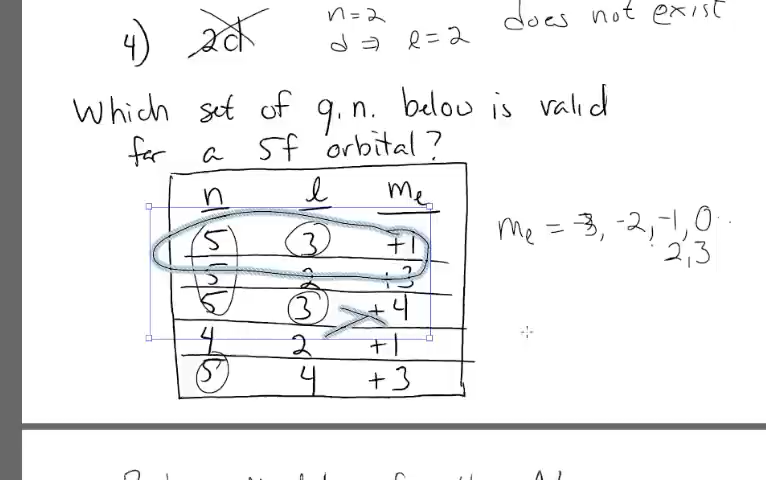 n=2 does not exist
4) 2d d ⇒ l=2
Which set of q.n. below is valid
for a 5f orbital?
n l ml
5 3 +1
5 2 +3
5 3 +4
4 2 +1
5 4 +3
ml = -3, -2, -1, 0..
2, 3